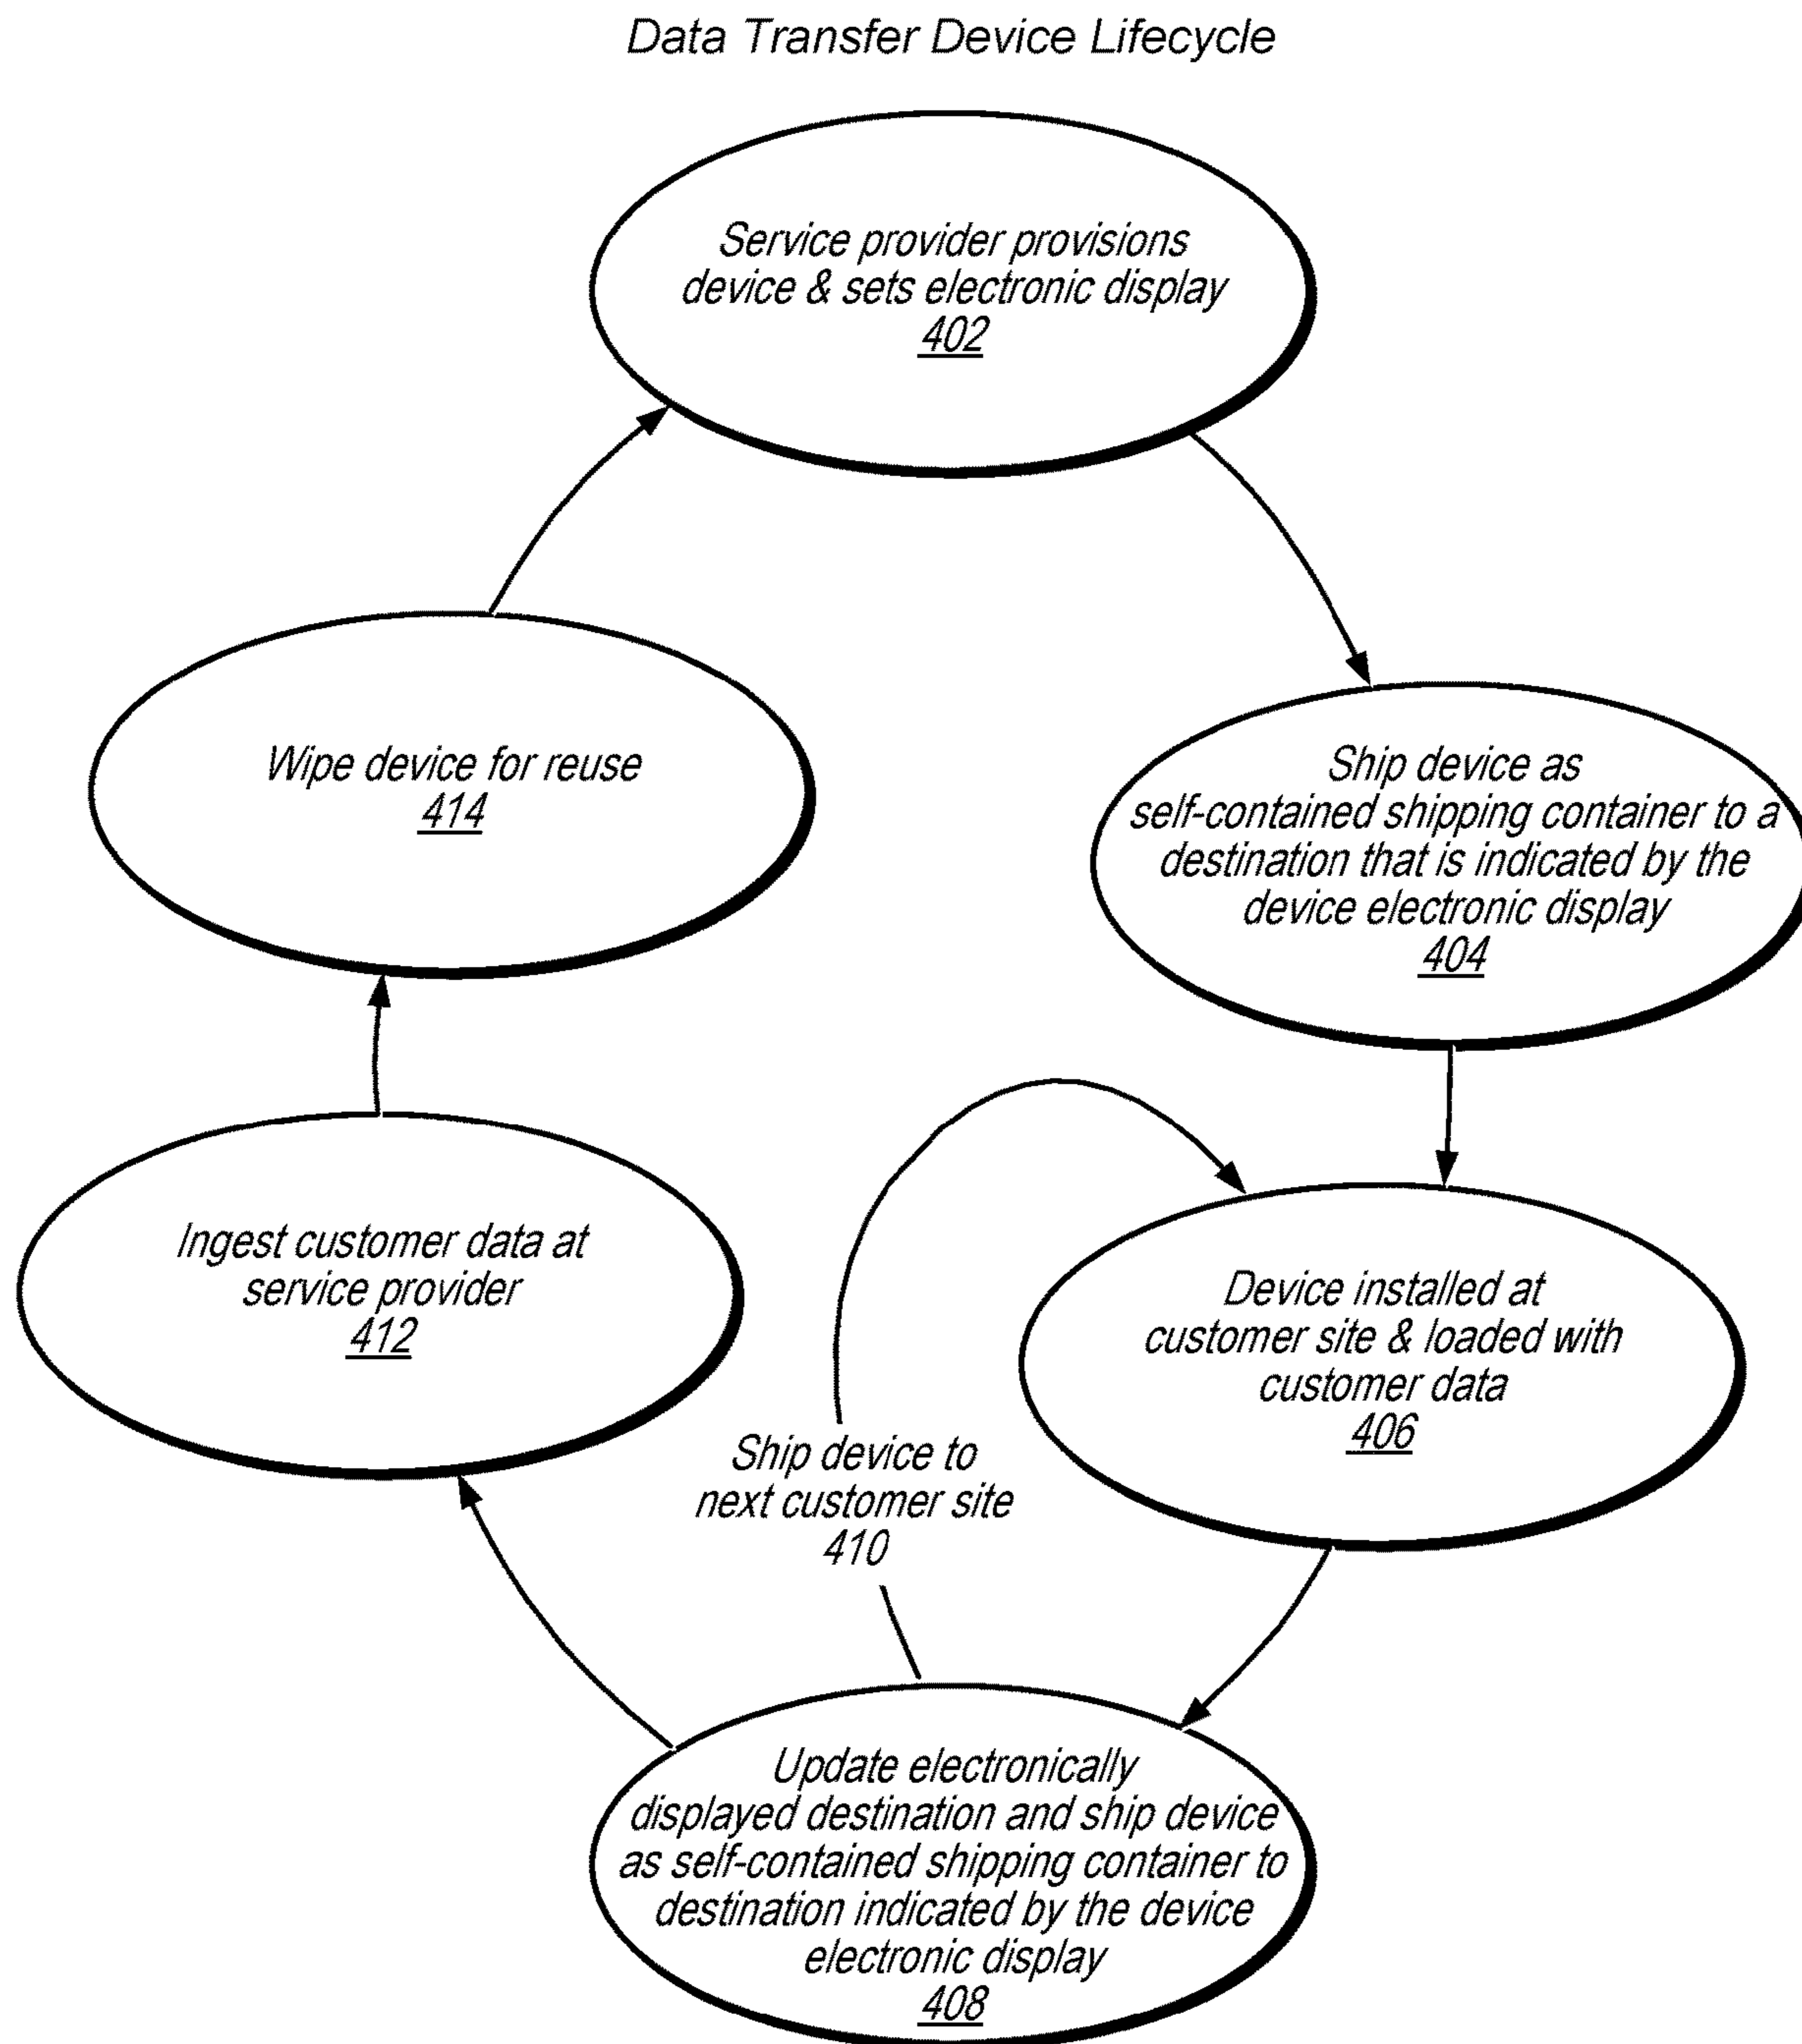 Data Transfer Device Lifecycle
Service provider provisions
device & sets electronic display
402
Ship device as
self-contained shipping container to a
destination that is indicated by the
device electronic display
404
Device installed at
customer site & loaded with
customer data
406
Update electronically
displayed destination and ship device
as self-contained shipping container to
destination indicated by the device
electronic display
408
Ship device to
next customer site
410
Ingest customer data at
service provider
412
Wipe device for reuse
414